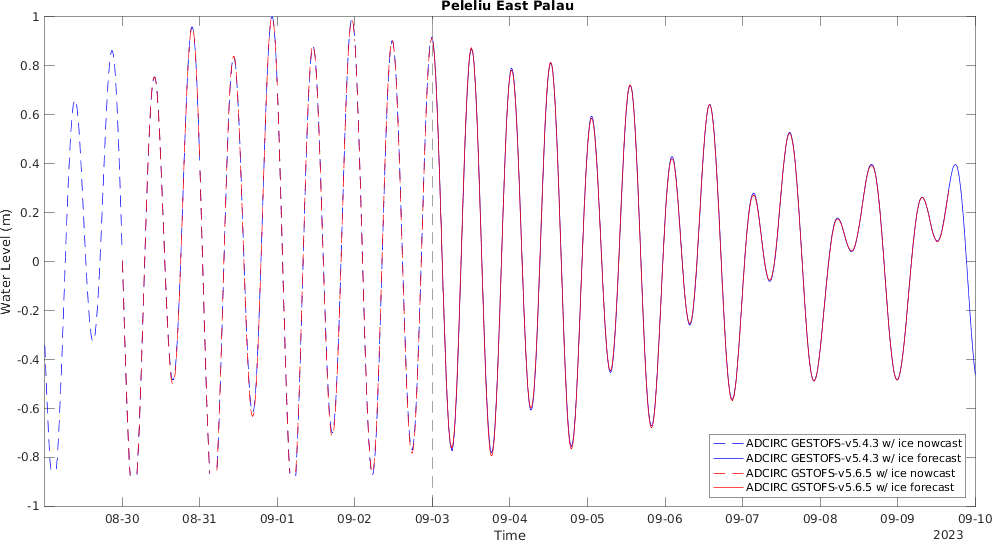 Peleliu East Palau
1
0.8
0.6
0.4
0.2
0
-0.2
-0.4
-0.6
-0.8
-1
Water Level (m)
ADCIRC GESTOFS-v5.4.3 w/ ice nowcast
ADCIRC GESTOFS-v5.4.3 w/ ice forecast
ADCIRC GSTOFS-v5.6.5 w/ ice nowcast
ADCIRC GSTOFS-v5.6.5 w/ ice forecast
08-30 08-31 09-01 09-02 09-03 09-04 09-05 09-06 09-07 09-08 09-09 09-10
Time
2023